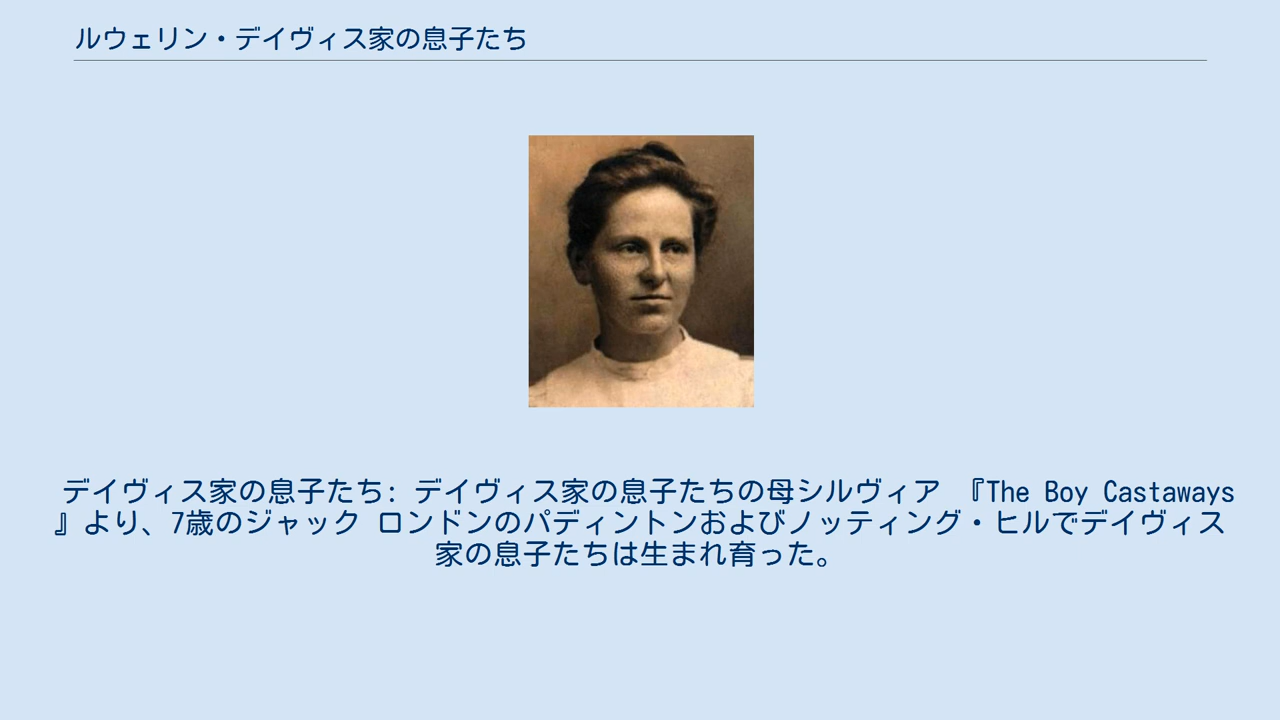 ルウェリン・デイヴィス家の息子たち
デイヴィス家の息子たち: デイヴィス家の息子たちの母シルヴィア 『The Boy Castaways
』より、7歳のジャック ロンドンのパディントンおよびノッティング・ヒルでデイヴィス
家の息子たちは生まれ育った。